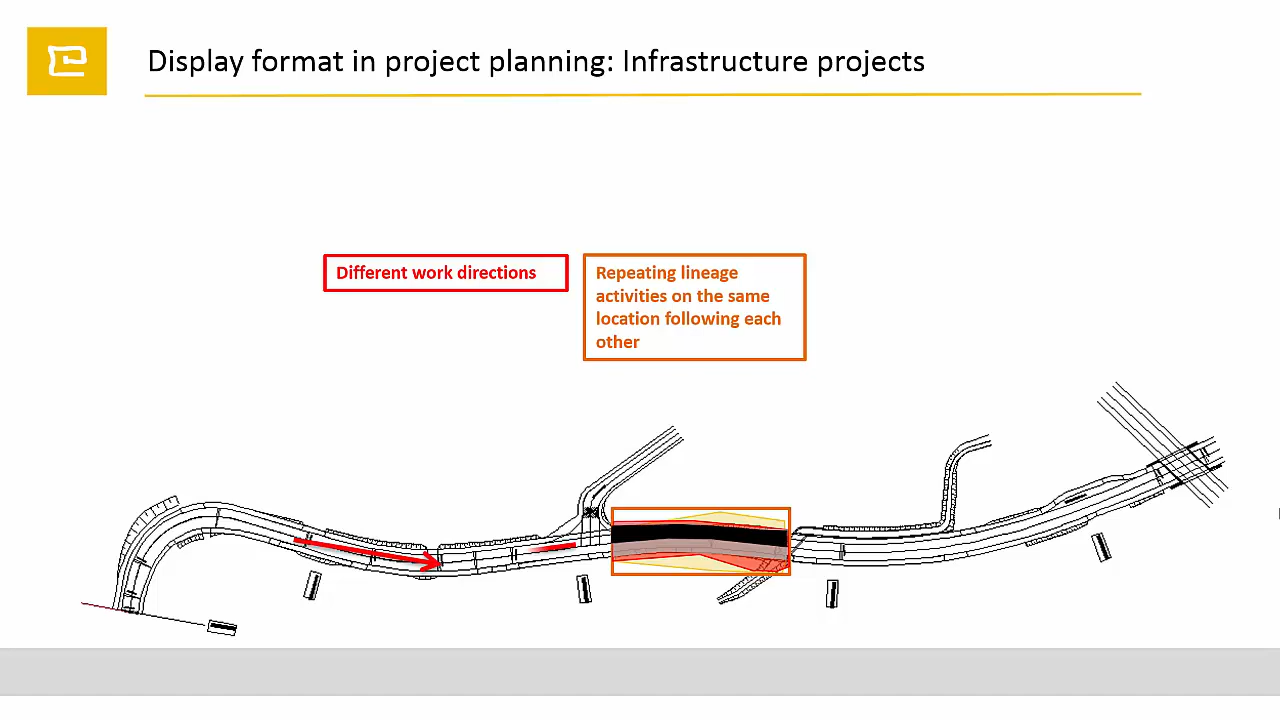 Display format in project planning: Infrastructure projects
Different work directions
Repeating lineage
activities on the same
location following each
other